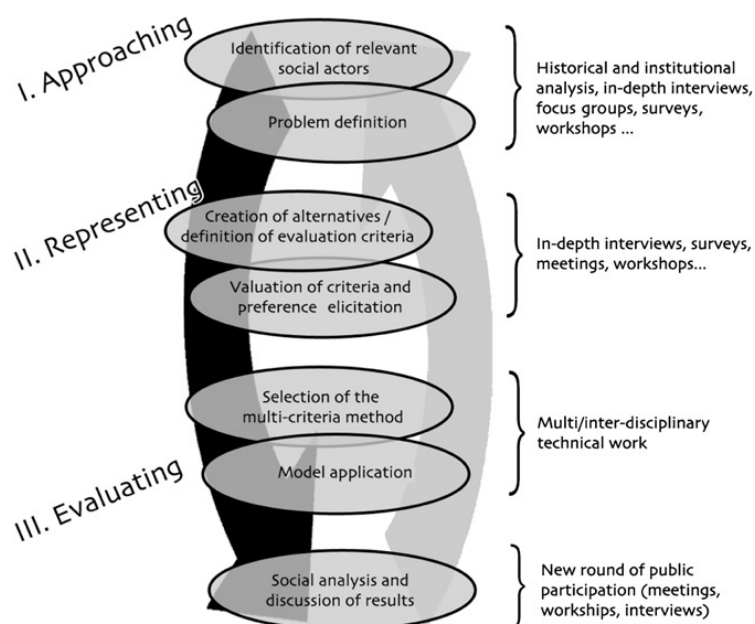 I. Approaching
Identification of relevant
social actors
Problem definition
Historical and institutional
analysis, in-depth interviews,
focus groups, surveys,
workshops ...
II. Representing
Creation of alternatives /
definition of evaluation criteria
Valuation of criteria and
preference elicitation
In-depth interviews, surveys,
meetings, workshops...
III. Evaluating
Selection of the
multi-criteria method
Model application
Multi/inter-disciplinary
technical work
Social analysis and
discussion of results
New round of public
participation (meetings,
workships, interviews)